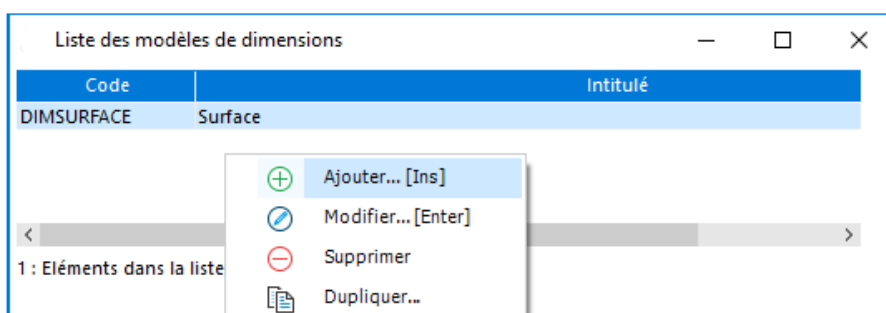 Liste des modèles de dimensions
Code Intitulé
DIMSURFACE Surface
Ajouter... [Ins]
Modifier... [Enter]
Supprimer
1 : Eléments dans la liste
Dupliquer...